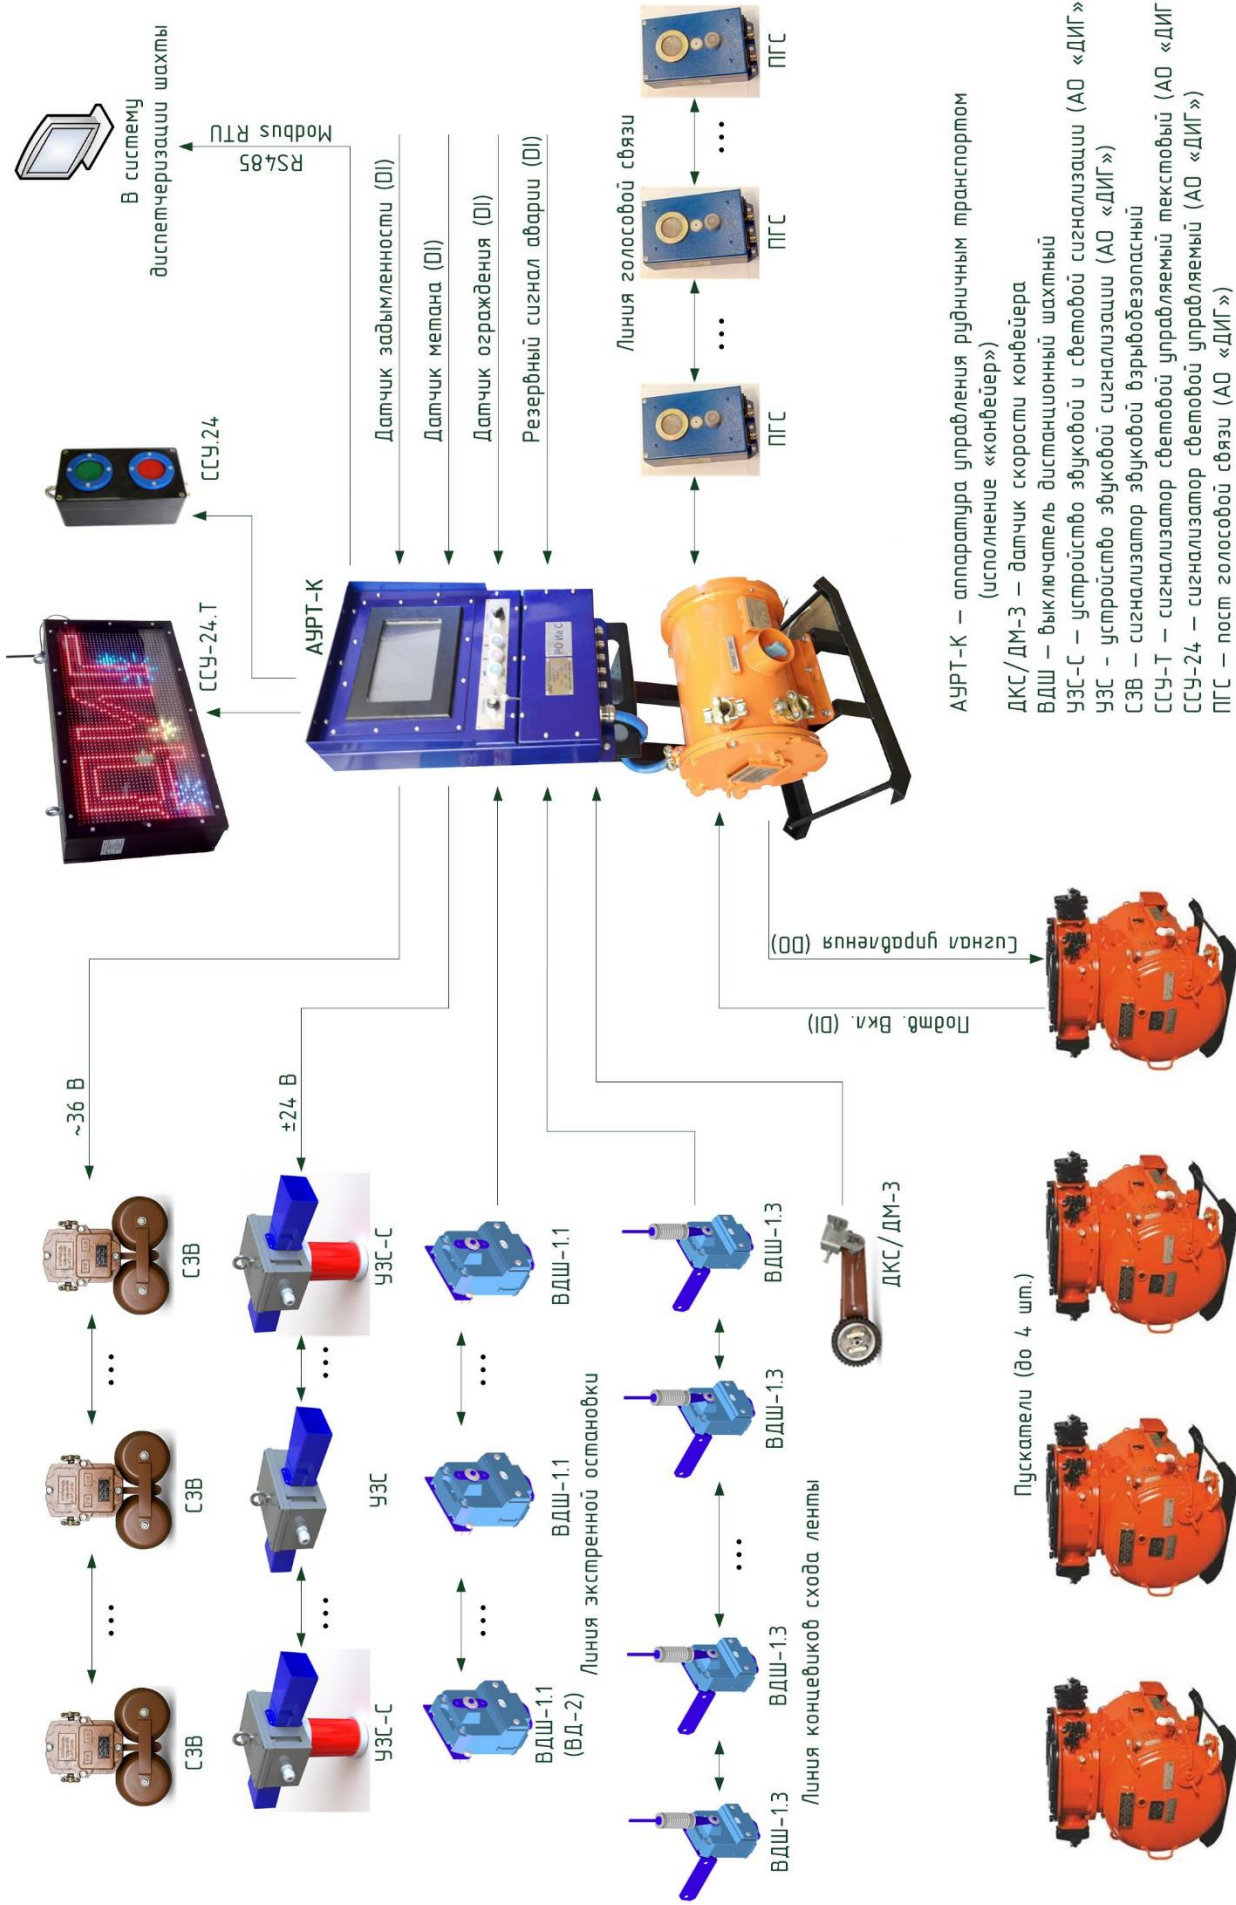 ~36 В
СЗВ
СЗВ
СЗВ
±24 В
УЗС-С
УЗС
УЗС-С
ВДШ-1.1
(ВД-2)
ВДШ-1.1
ВДШ-1.1
Линия экстренной остановки
ВДШ-1.3
ВДШ-1.3
ВДШ-1.3
ВДШ-1.3
Линия концевиков схода ленты
ДКС/ДМ-3
Пускатели (до 4 шт.)
Подтв. Вкл. (DI)
Сигнал управления (DO)
ССУ-24.Т
ССУ.24
АУРТ-К
РО Иа С
В систему
диспетчеризации шахты
RS485
Modbus RTU
Датчик задымленности (DI)
Датчик метана (DI)
Датчик ограждения (DI)
Резервный сигнал аварии (DI)
Линия голосовой связи
ПГС
ПГС
ПГС
АУРТ-К – аппаратура управления рудничным транспортом
(исполнение «конвейер»)
ДКС/ДМ-3 – датчик скорости конвейера
ВДШ – выключатель дистанционный шахтный
УЗС-С – устройство звуковой и световой сигнализации (АО «ДИГ»
УЗС - устройство звуковой сигнализации (АО «ДИГ»)
СЗВ – сигнализатор звуковой взрывобезопасный
ССУ-Т – сигнализатор световой управляемый текстовый (АО «ДИГ
ССУ-24 – сигнализатор световой управляемый (АО «ДИГ»)
ПГС – пост голосовой связи (АО «ДИГ»)